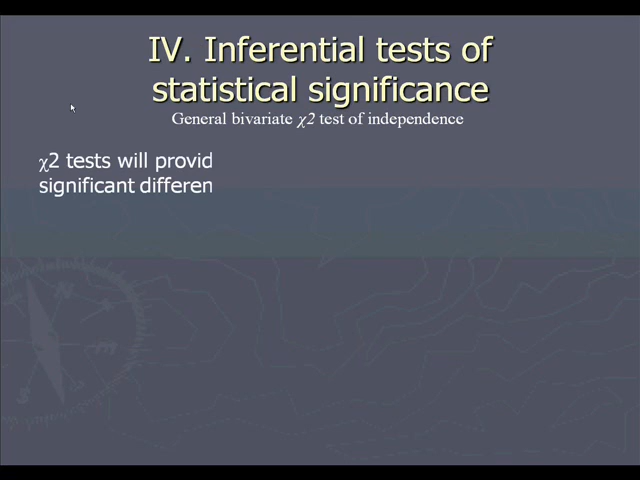 IV. Inferential tests of
statistical significance
General bivariate χ2 test of independence
χ2 tests will provid
significant differen